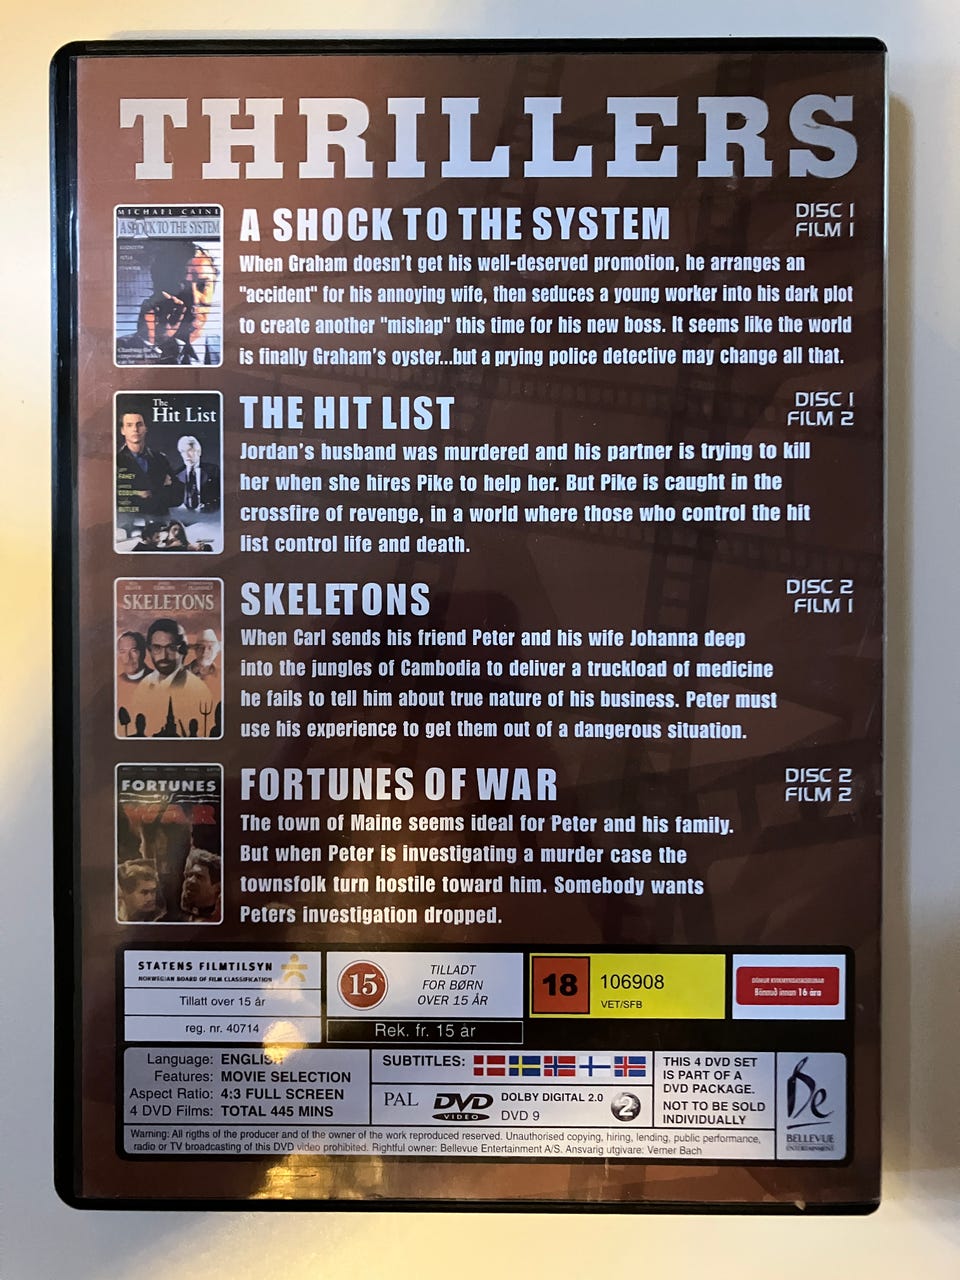 THRILLERS
MICHAEL CAINE
A SHOCK TO THE SYSTEM
A SHOCK TO THE SYSTEM
DISC 1
FILM 1
When Graham doesn't get his well-deserved promotion, he arranges an
"accident" for his annoying wife, then seduces a young worker into his dark plot
to create another "mishap" this time for his new boss. It seems like the world
is finally Graham's oyster...but a prying police detective may change all that.
The
Hit List
FAHEY
COBURN
BUTLER
THE HIT LIST
DISC 1
FILM 2
Jordan's husband was murdered and his partner is trying to kill
her when she hires Pike to help her. But Pike is caught in the
crossfire of revenge, in a world where those who control the hit
list control life and death.
SKELETONS
SKELETONS
DISC 2
FILM 1
When Carl sends his friend Peter and his wife Johanna deep
into the jungles of Cambodia to deliver a truckload of medicine
he fails to tell him about true nature of his business. Peter must
use his experience to get them out of a dangerous situation.
FORTUNES
of
WAR
FORTUNES OF WAR
DISC 2
FILM 2
The town of Maine seems ideal for Peter and his family.
But when Peter is investigating a murder case the
townsfolk turn hostile toward him. Somebody wants
Peters investigation dropped.
STATENS FILMTILSYN
NORWEGIAN BOARD OF FILM CLASSIFICATION
Tillatt over 15 år
reg. nr. 40714
15
TILLADT
FOR BØRN
OVER 15 ÅR
Rek. fr. 15 år
18
106908
VET/SFB
Bönnuð innan 16 ára
Language: ENGLISH
Features: MOVIE SELECTION
Aspect Ratio: 4:3 FULL SCREEN
4 DVD Films: TOTAL 445 MINS
SUBTITLES:
PAL
DVD
VIDEO
DOLBY DIGITAL 2.0
DVD 9
2
THIS 4 DVD SET
IS PART OF A
DVD PACKAGE.
NOT TO BE SOLD
INDIVIDUALLY
Be
BELLEVUE
ENTERTAINMENT
Warning: All rigths of the producer and of the owner of the work reproduced reserved. Unauthorised copying, hiring, lending, public performance,
radio or TV broadcasting of this DVD video prohibited. Rightful owner: Bellevue Entertainment A/S. Ansvarig utgivare: Verner Bach